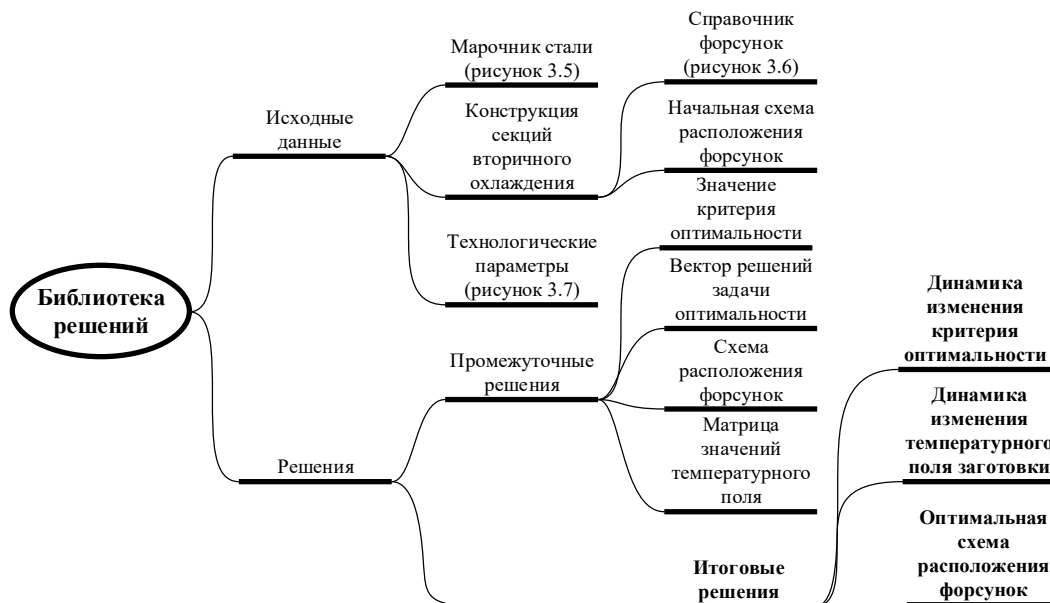 Библиотека
решений
Исходные
данные
Марочник стали
(рисунок 3.5)
Конструкция
секций
вторичного
охлаждения
Справочник
форсунок
(рисунок 3.6)
Начальная схема
расположения
форсунок
Технологические
параметры
(рисунок 3.7)
Решения
Промежуточные
решения
Значение
критерия
оптимальности
Вектор решений
задачи
оптимальности
Схема
расположения
форсунок
Матрица
значений
температурного
поля
Итоговые
решения
Динамика
изменения
критерия
оптимальности
Динамика
изменения
температурного
поля заготовки
Оптимальная
схема
расположения
форсунок